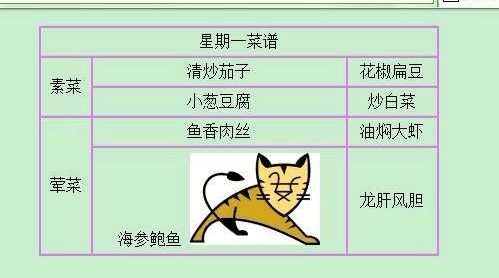 星期一菜谱
素菜
清炒茄子
花椒扁豆
小葱豆腐
炒白菜
荤菜
鱼香肉丝
油焖大虾
海参鲍鱼
龙肝风胆